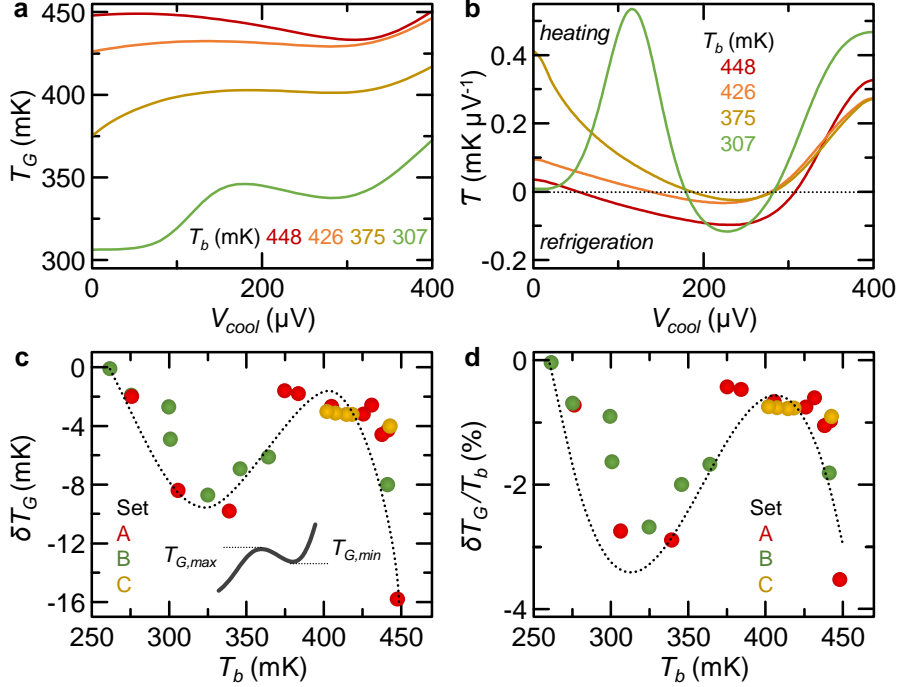 a
450
400
350
300
T_G (mK)
T_b (mK) 448 426 375 307
0
200
400
V_cool (µV)
b
0.4
0.2
0
-0.2
𝒯 (mK µV⁻¹)
heating
T_b (mK)
448
426
375
307
refrigeration
0
200
400
V_cool (µV)
c
0
-4
-8
-12
-16
δT_G (mK)
Set
A
B
C
T_G,max
T_G,min
250
300
350
400
450
T_b (mK)
d
0
-2
-4
δT_G/T_b (%)
Set
A
B
C
250
300
350
400
450
T_b (mK)